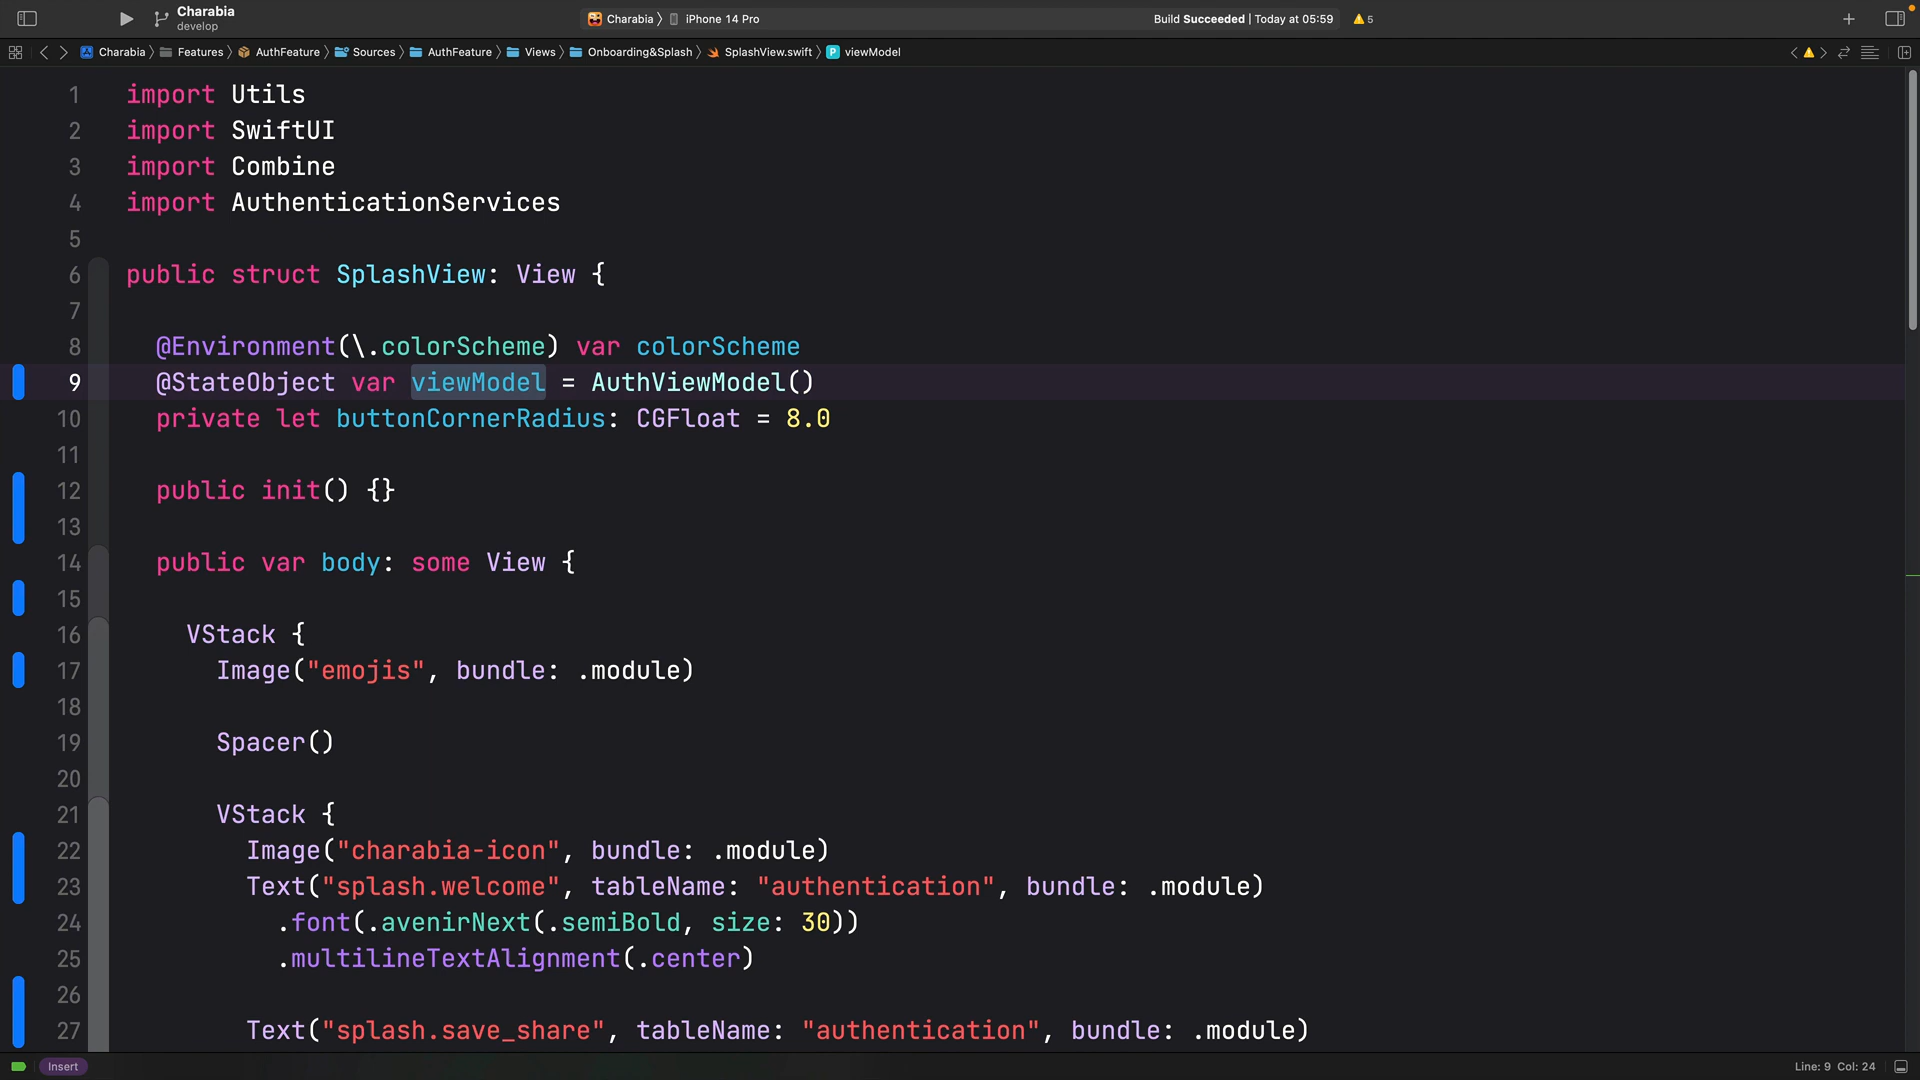 Charabia
develop
Charabia 〉 iPhone 14 Pro
Build Succeeded | Today at 05:59
5
Charabia 〉 Features 〉 AuthFeature 〉 Sources 〉 AuthFeature 〉 Views 〉 Onboarding&Splash 〉 SplashView.swift 〉 P viewModel
1 import Utils
2 import SwiftUI
3 import Combine
4 import AuthenticationServices
5
6 public struct SplashView: View {
7
8 @Environment(\.colorScheme) var colorScheme
9 @StateObject var viewModel = AuthViewModel()
10 private let buttonCornerRadius: CGFloat = 8.0
11
12 public init() {}
13
14 public var body: some View {
15
16 VStack {
17 Image("emojis", bundle: .module)
18
19 Spacer()
20
21 VStack {
22 Image("charabia-icon", bundle: .module)
23 Text("splash.welcome", tableName: "authentication", bundle: .module)
24 .font(.avenirNext(.semiBold, size: 30))
25 .multilineTextAlignment(.center)
26
27 Text("splash.save_share", tableName: "authentication", bundle: .module)
Insert
Line: 9 Col: 24